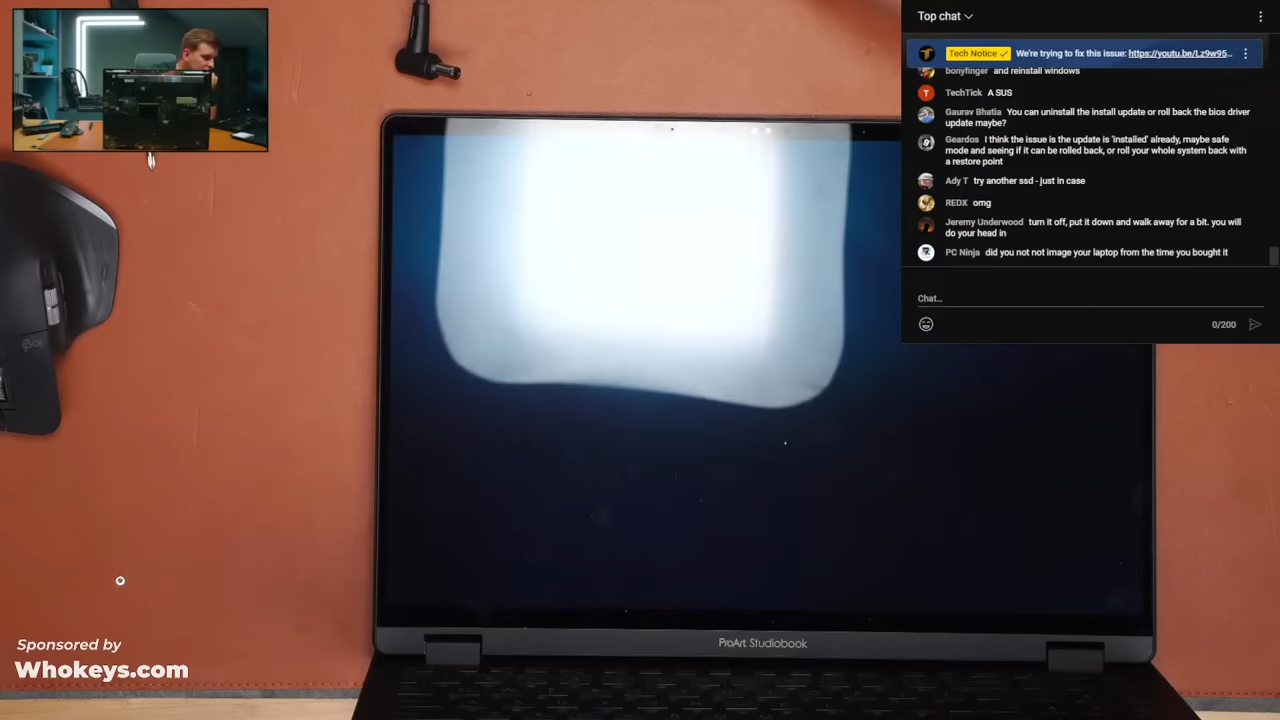 Top chat
Tech Notice We're trying to fix this issue: https://youtu.be/Lz9w95...
bonyfinger and reinstall windows
TechTick A SUS
Gaurav Bhatia You can uninstall the install update or roll back the bios driver
update maybe?
Geardos I think the issue is the update is 'installed' already, maybe safe
mode and seeing if it can be rolled back, or roll your whole system back with
a restore point
Ady T try another ssd - just in case
REDX omg
Jeremy Underwood turn it off, put it down and walk away for a bit. you will
do your head in
PC Ninja did you not not image your laptop from the time you bought it
Chat...
0/200
ProArt Studiobook
Sponsored by
Whokeys.com